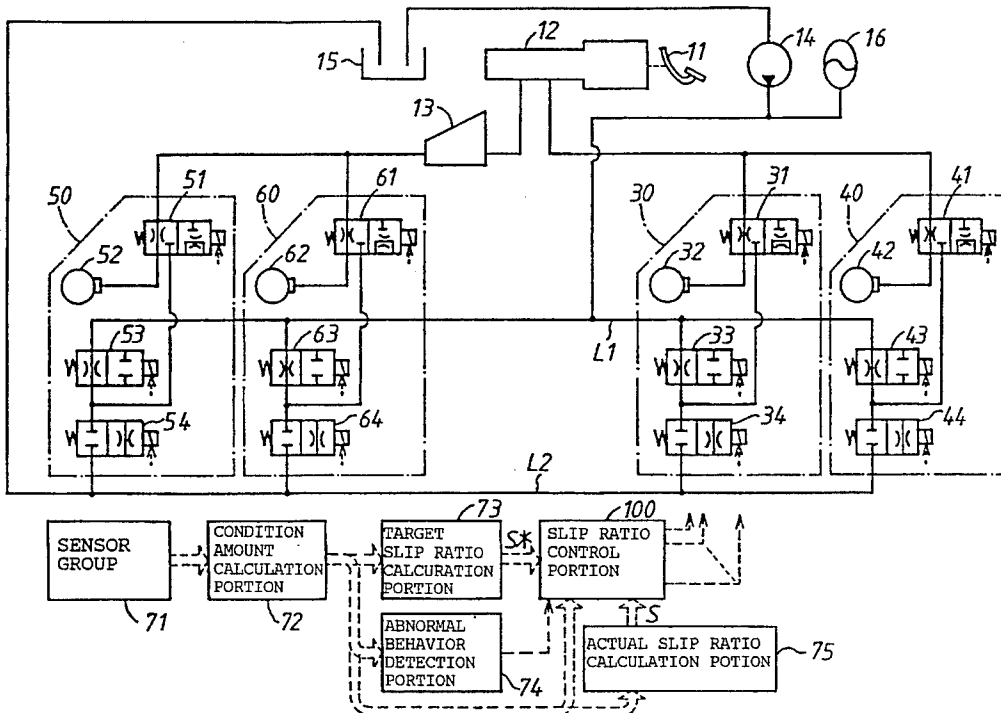 12
11
14
16
15
13
50
51
60
61
30
31
40
41
52
62
32
42
53
63
L1
33
43
54
64
34
44
L2
73
100
SENSOR
GROUP
71
CONDITION
AMOUNT
CALCULATION
PORTION
72
TARGET
SLIP RATIO
CALCURATION
PORTION
S*
SLIP RATIO
CONTROL
PORTION
ABNORMAL
BEHAVIOR
DETECTION
PORTION
74
S
ACTUAL SLIP RATIO
CALCULATION POTION
75